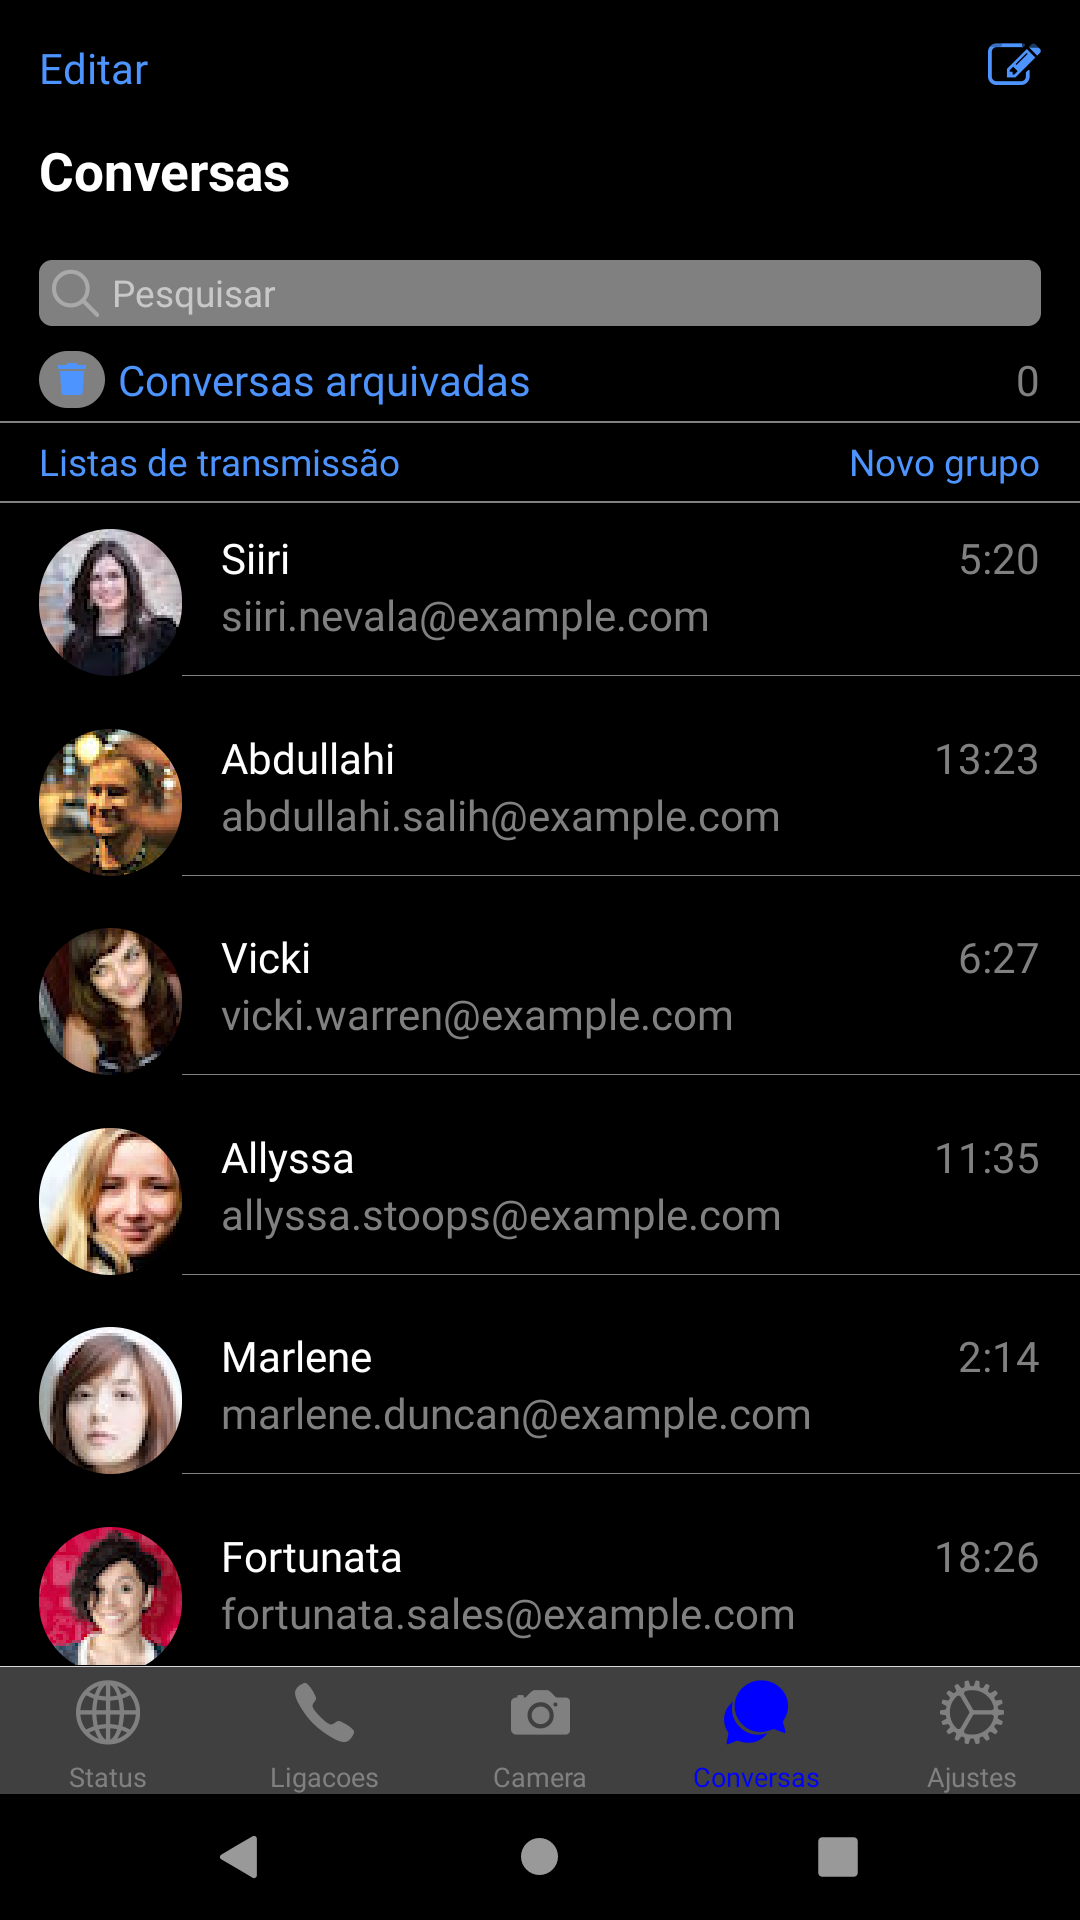 Editar
Conversas
Pesquisar
Conversas arquivadas 0
Listas de transmissão Novo grupo
Siiri 5:20
siiri.nevala@example.com
Abdullahi 13:23
abdullahi.salih@example.com
Vicki 6:27
vicki.warren@example.com
Allyssa 11:35
allyssa.stoops@example.com
Marlene 2:14
marlene.duncan@example.com
Fortunata 18:26
fortunata.sales@example.com
Status Ligacoes Camera Conversas Ajustes